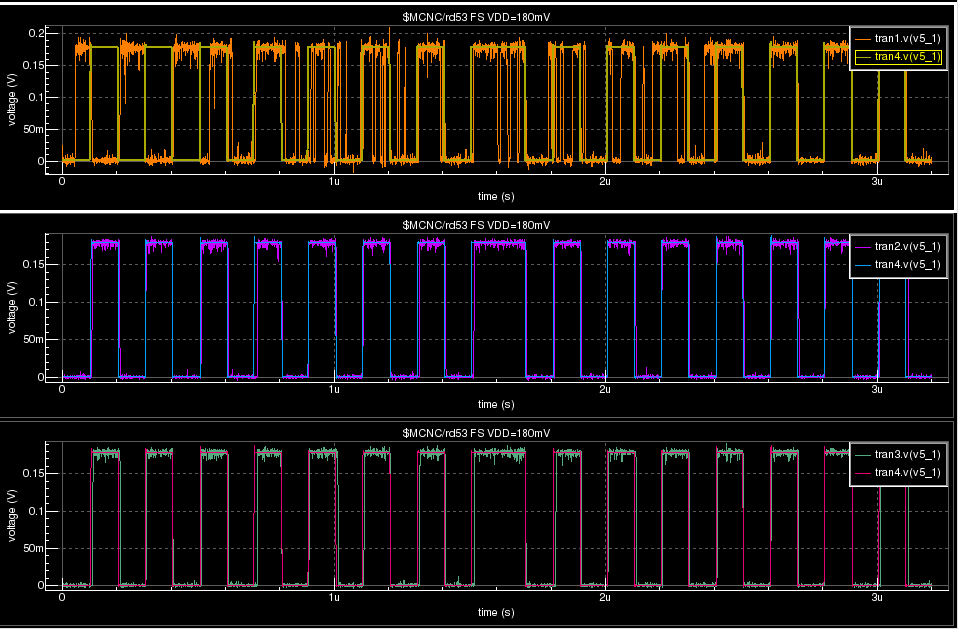 $MCNC/rd53 FS VDD=180mV
tran1.v(v5_1)
tran4.v(v5_1)
voltage (V)
0.2
0.15
0.1
50m
0
0
1u
2u
3u
time (s)
$MCNC/rd53 FS VDD=180mV
tran2.v(v5_1)
tran4.v(v5_1)
voltage (V)
0.15
0.1
50m
0
0
1u
2u
3u
time (s)
$MCNC/rd53 FS VDD=180mV
tran3.v(v5_1)
tran4.v(v5_1)
voltage (V)
0.15
0.1
50m
0
0
1u
2u
3u
time (s)